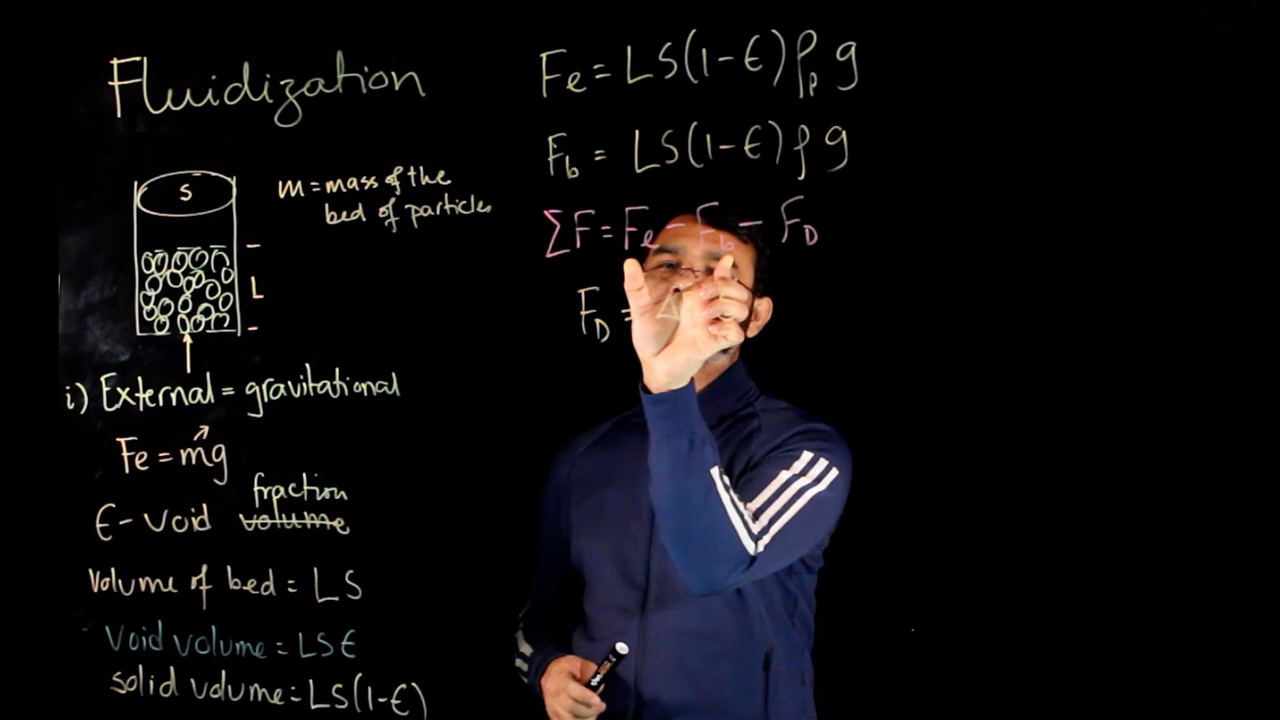 Fluidization
S
m = mass of the
bed of particles
L
i) External = gravitational
Fe = mg
fraction
ϵ - void volume
Volume of bed = LS
Void volume = LSϵ
solid volume = LS(1-ϵ)
Fe = LS(1-ϵ)ρp g
Fb = LS(1-ϵ)ρ g
ΣF = Fe - Fb - FD
FD = Δ